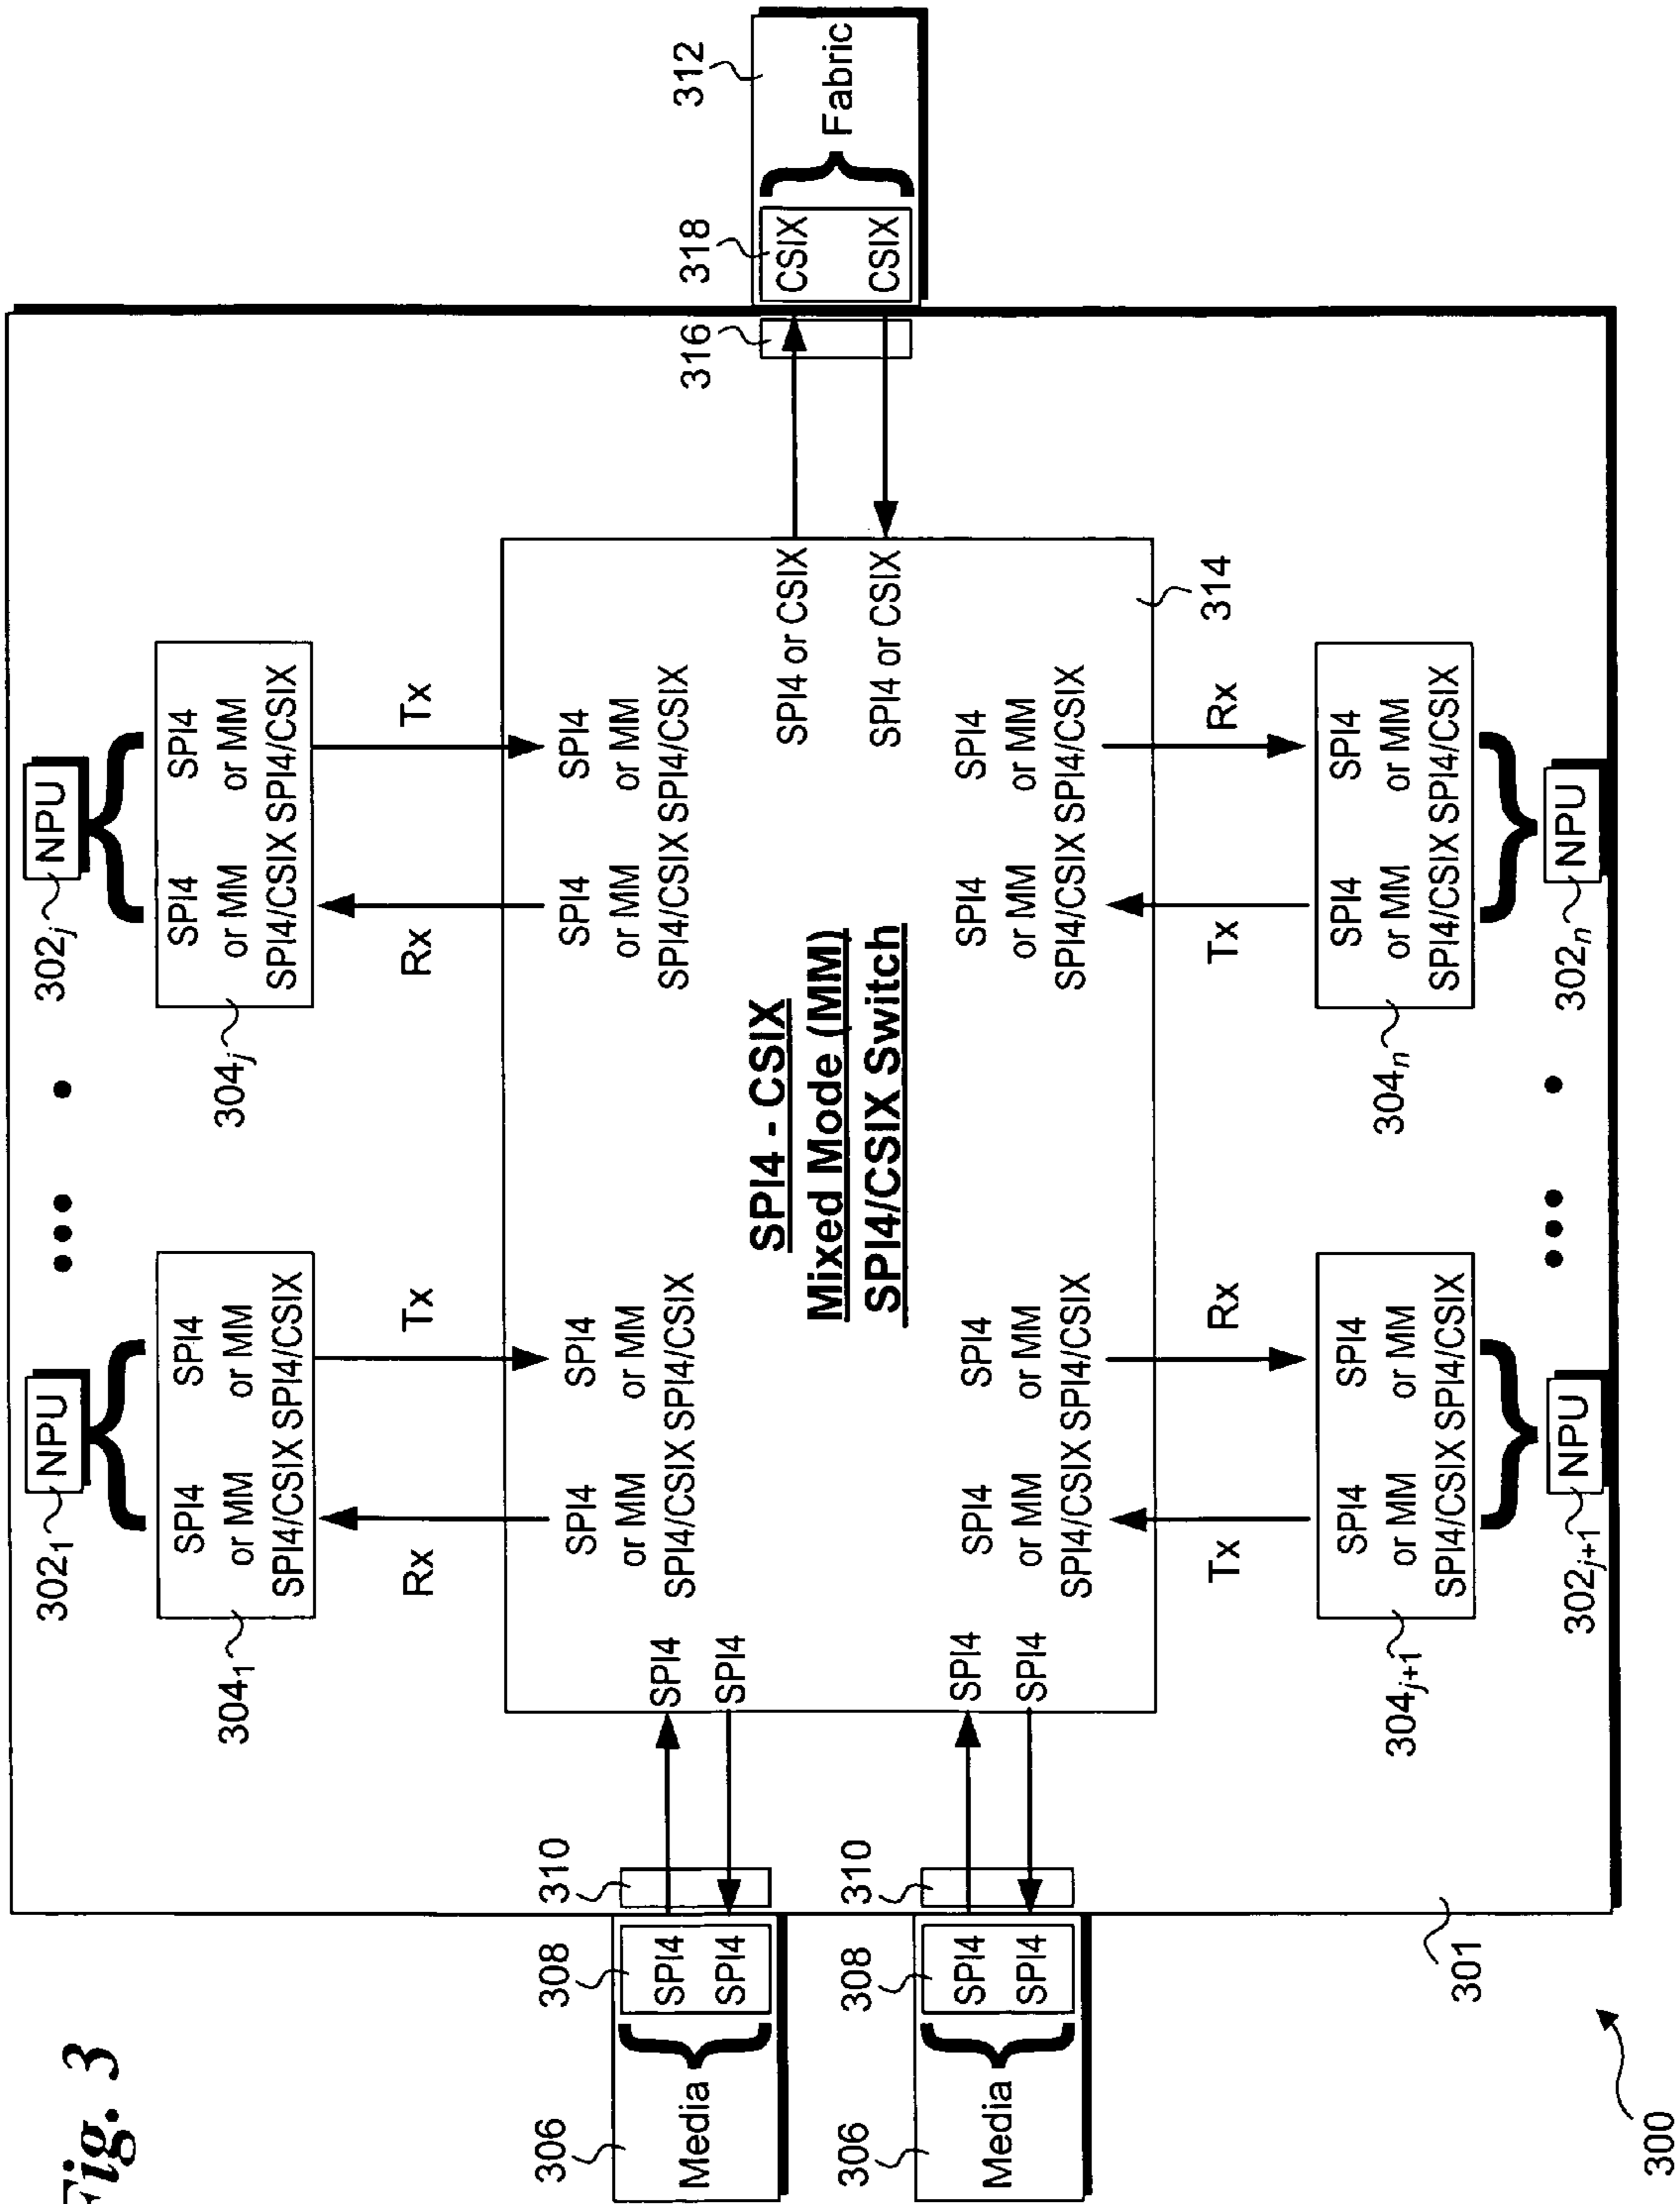 Fig. 3
302₁
NPU
302ⱼ
NPU
304₁
SPI4 or MM SPI4/CSIX
SPI4 or MM SPI4/CSIX
304ⱼ
SPI4 or MM SPI4/CSIX
SPI4 or MM SPI4/CSIX
Rx
Tx
Rx
Tx
306
308
310
Media
SPI4
SPI4
SPI4
SPI4
SPI4 or MM SPI4/CSIX
SPI4 or MM SPI4/CSIX
SPI4 or MM SPI4/CSIX
SPI4 or MM SPI4/CSIX
SPI4 - CSIX
Mixed Mode (MM)
SPI4/CSIX Switch
SPI4 or CSIX
SPI4 or CSIX
316
318
312
CSIX
CSIX
Fabric
306
308
310
Media
SPI4
SPI4
SPI4
SPI4
SPI4 or MM SPI4/CSIX
SPI4 or MM SPI4/CSIX
SPI4 or MM SPI4/CSIX
SPI4 or MM SPI4/CSIX
314
Tx
Rx
Tx
Rx
304j+1
SPI4 or MM SPI4/CSIX
SPI4 or MM SPI4/CSIX
304n
SPI4 or MM SPI4/CSIX
SPI4 or MM SPI4/CSIX
302j+1
NPU
302n
NPU
301
300